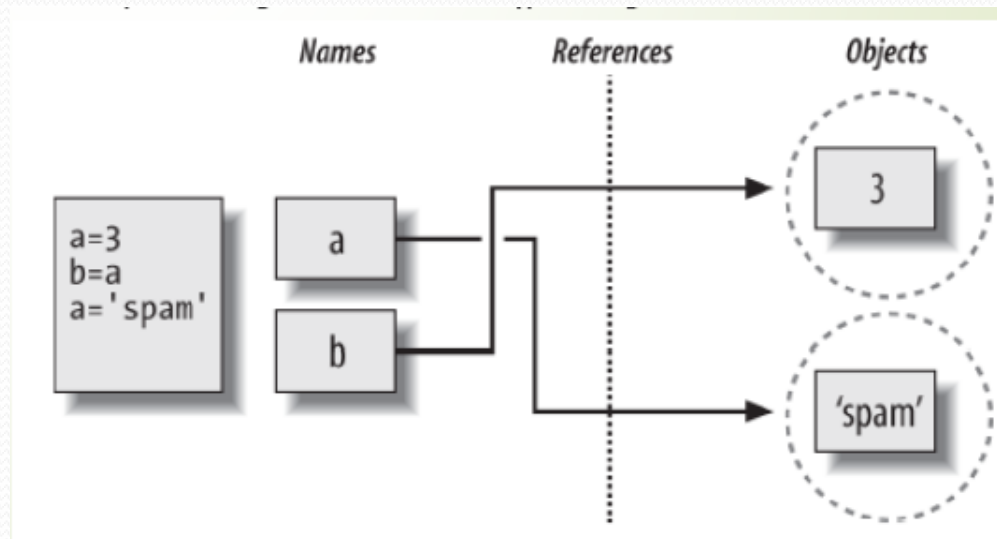 Names References Objects
a=3
b=a
a='spam'
a
b
3
'spam'